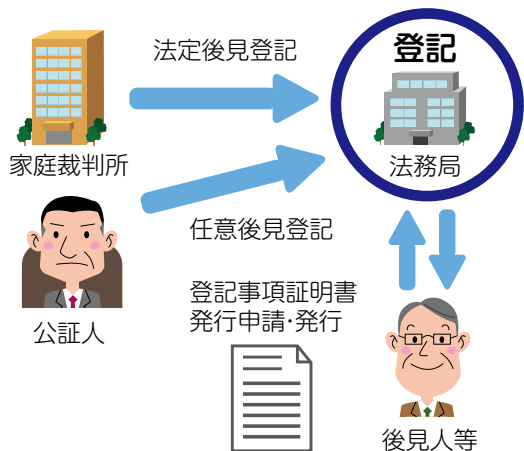 登記
法定後見登記
家庭裁判所
法務局
任意後見登記
公証人
登記事項証明書
発行申請・発行
後見人等